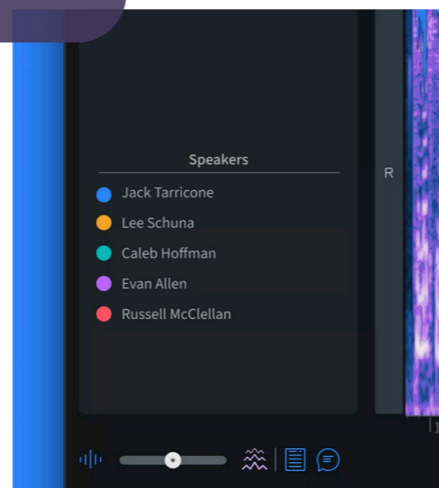 Speakers
Jack Tarricone
R
Lee Schuna
Caleb Hoffman
Evan Allen
Russell McClellan